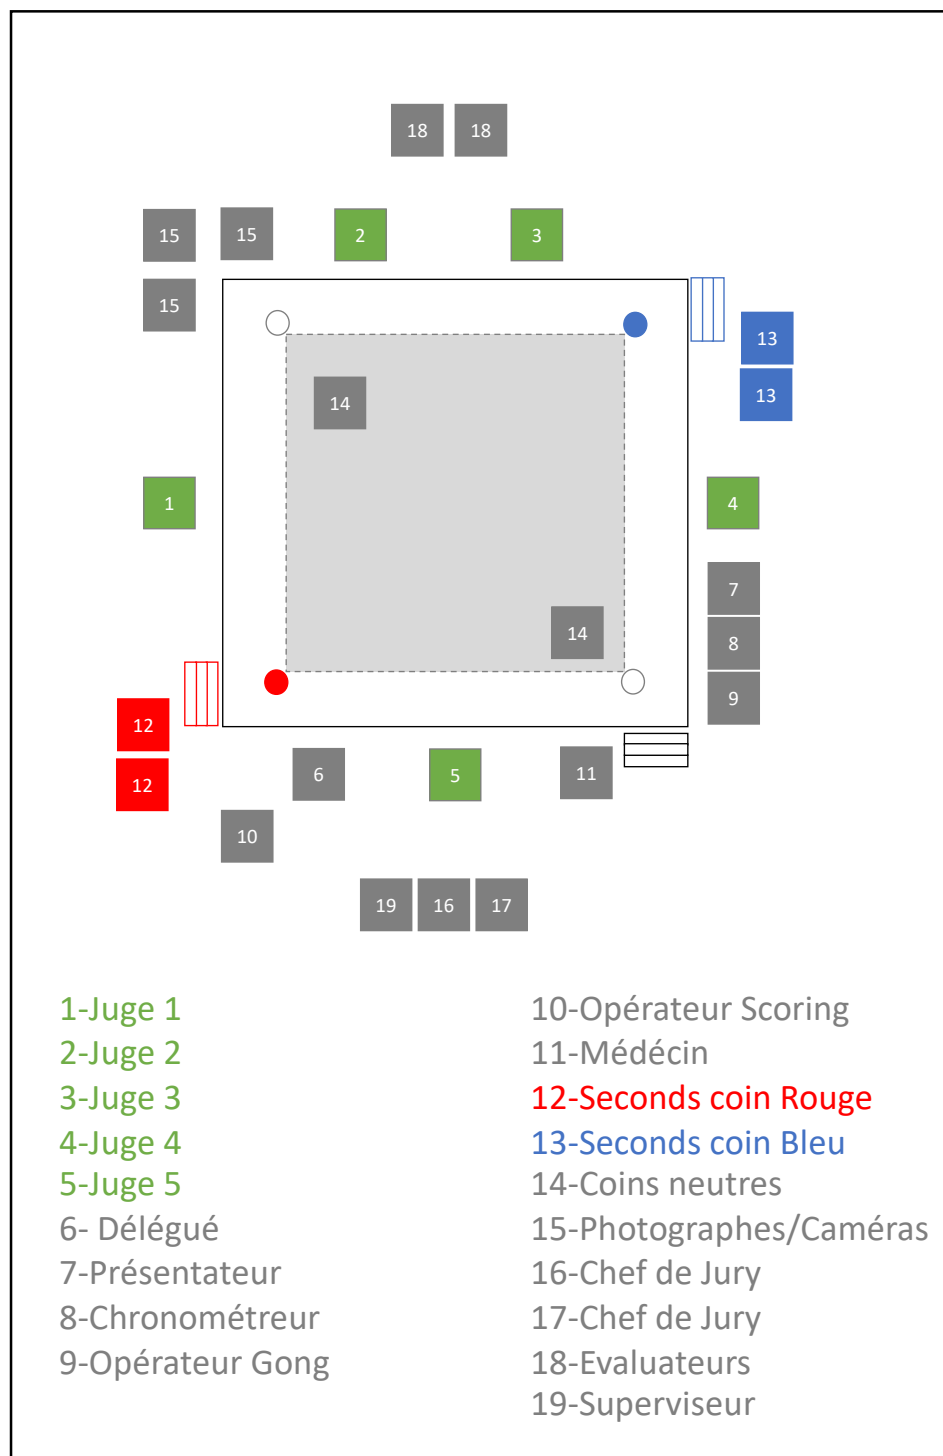 18 18
15 15 2 3
15
13
14 13
1 4
7
14 8
9
12
6 5 11
12
10
19 16 17
1-Juge 1
2-Juge 2
3-Juge 3
4-Juge 4
5-Juge 5
6- Délégué
7-Présentateur
8-Chronométreur
9-Opérateur Gong
10-Opérateur Scoring
11-Médécin
12-Seconds coin Rouge
13-Seconds coin Bleu
14-Coins neutres
15-Photographes/Caméras
16-Chef de Jury
17-Chef de Jury
18-Evaluateurs
19-Superviseur